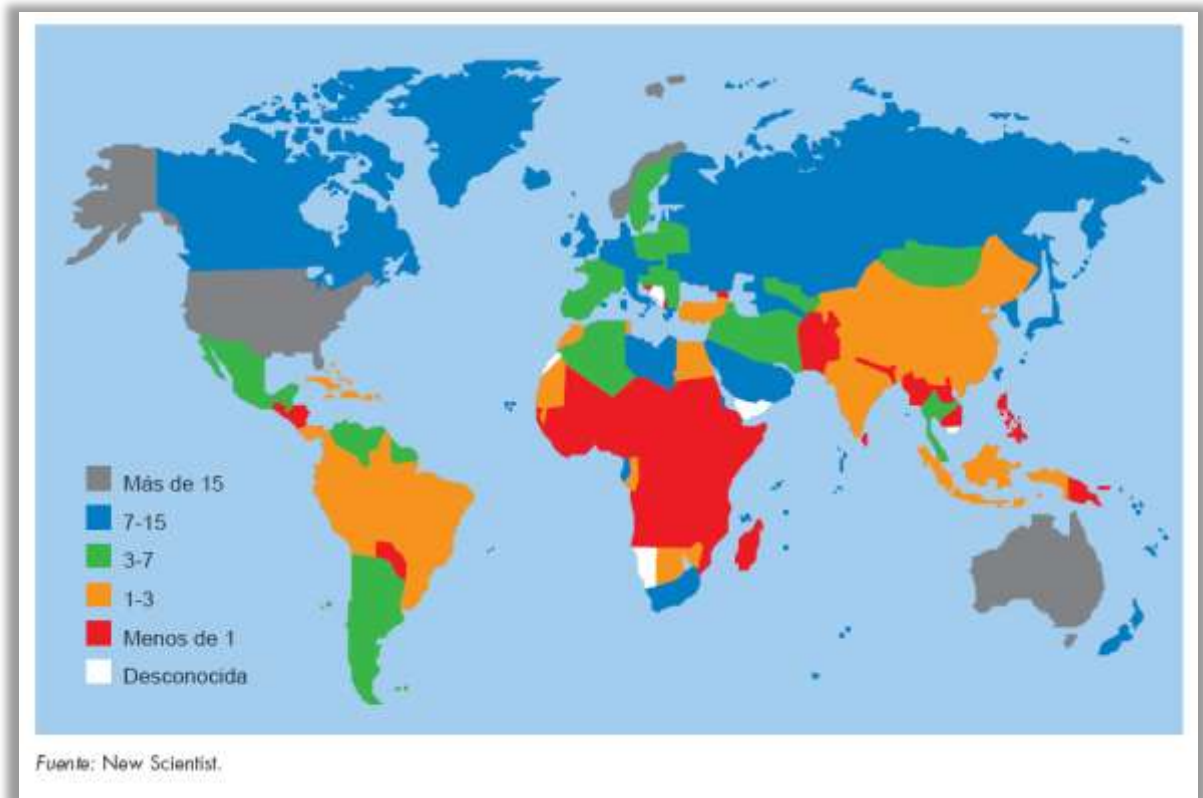 Más de 15
7-15
3-7
1-3
Menos de 1
Desconocida
Fuente: New Scientist.